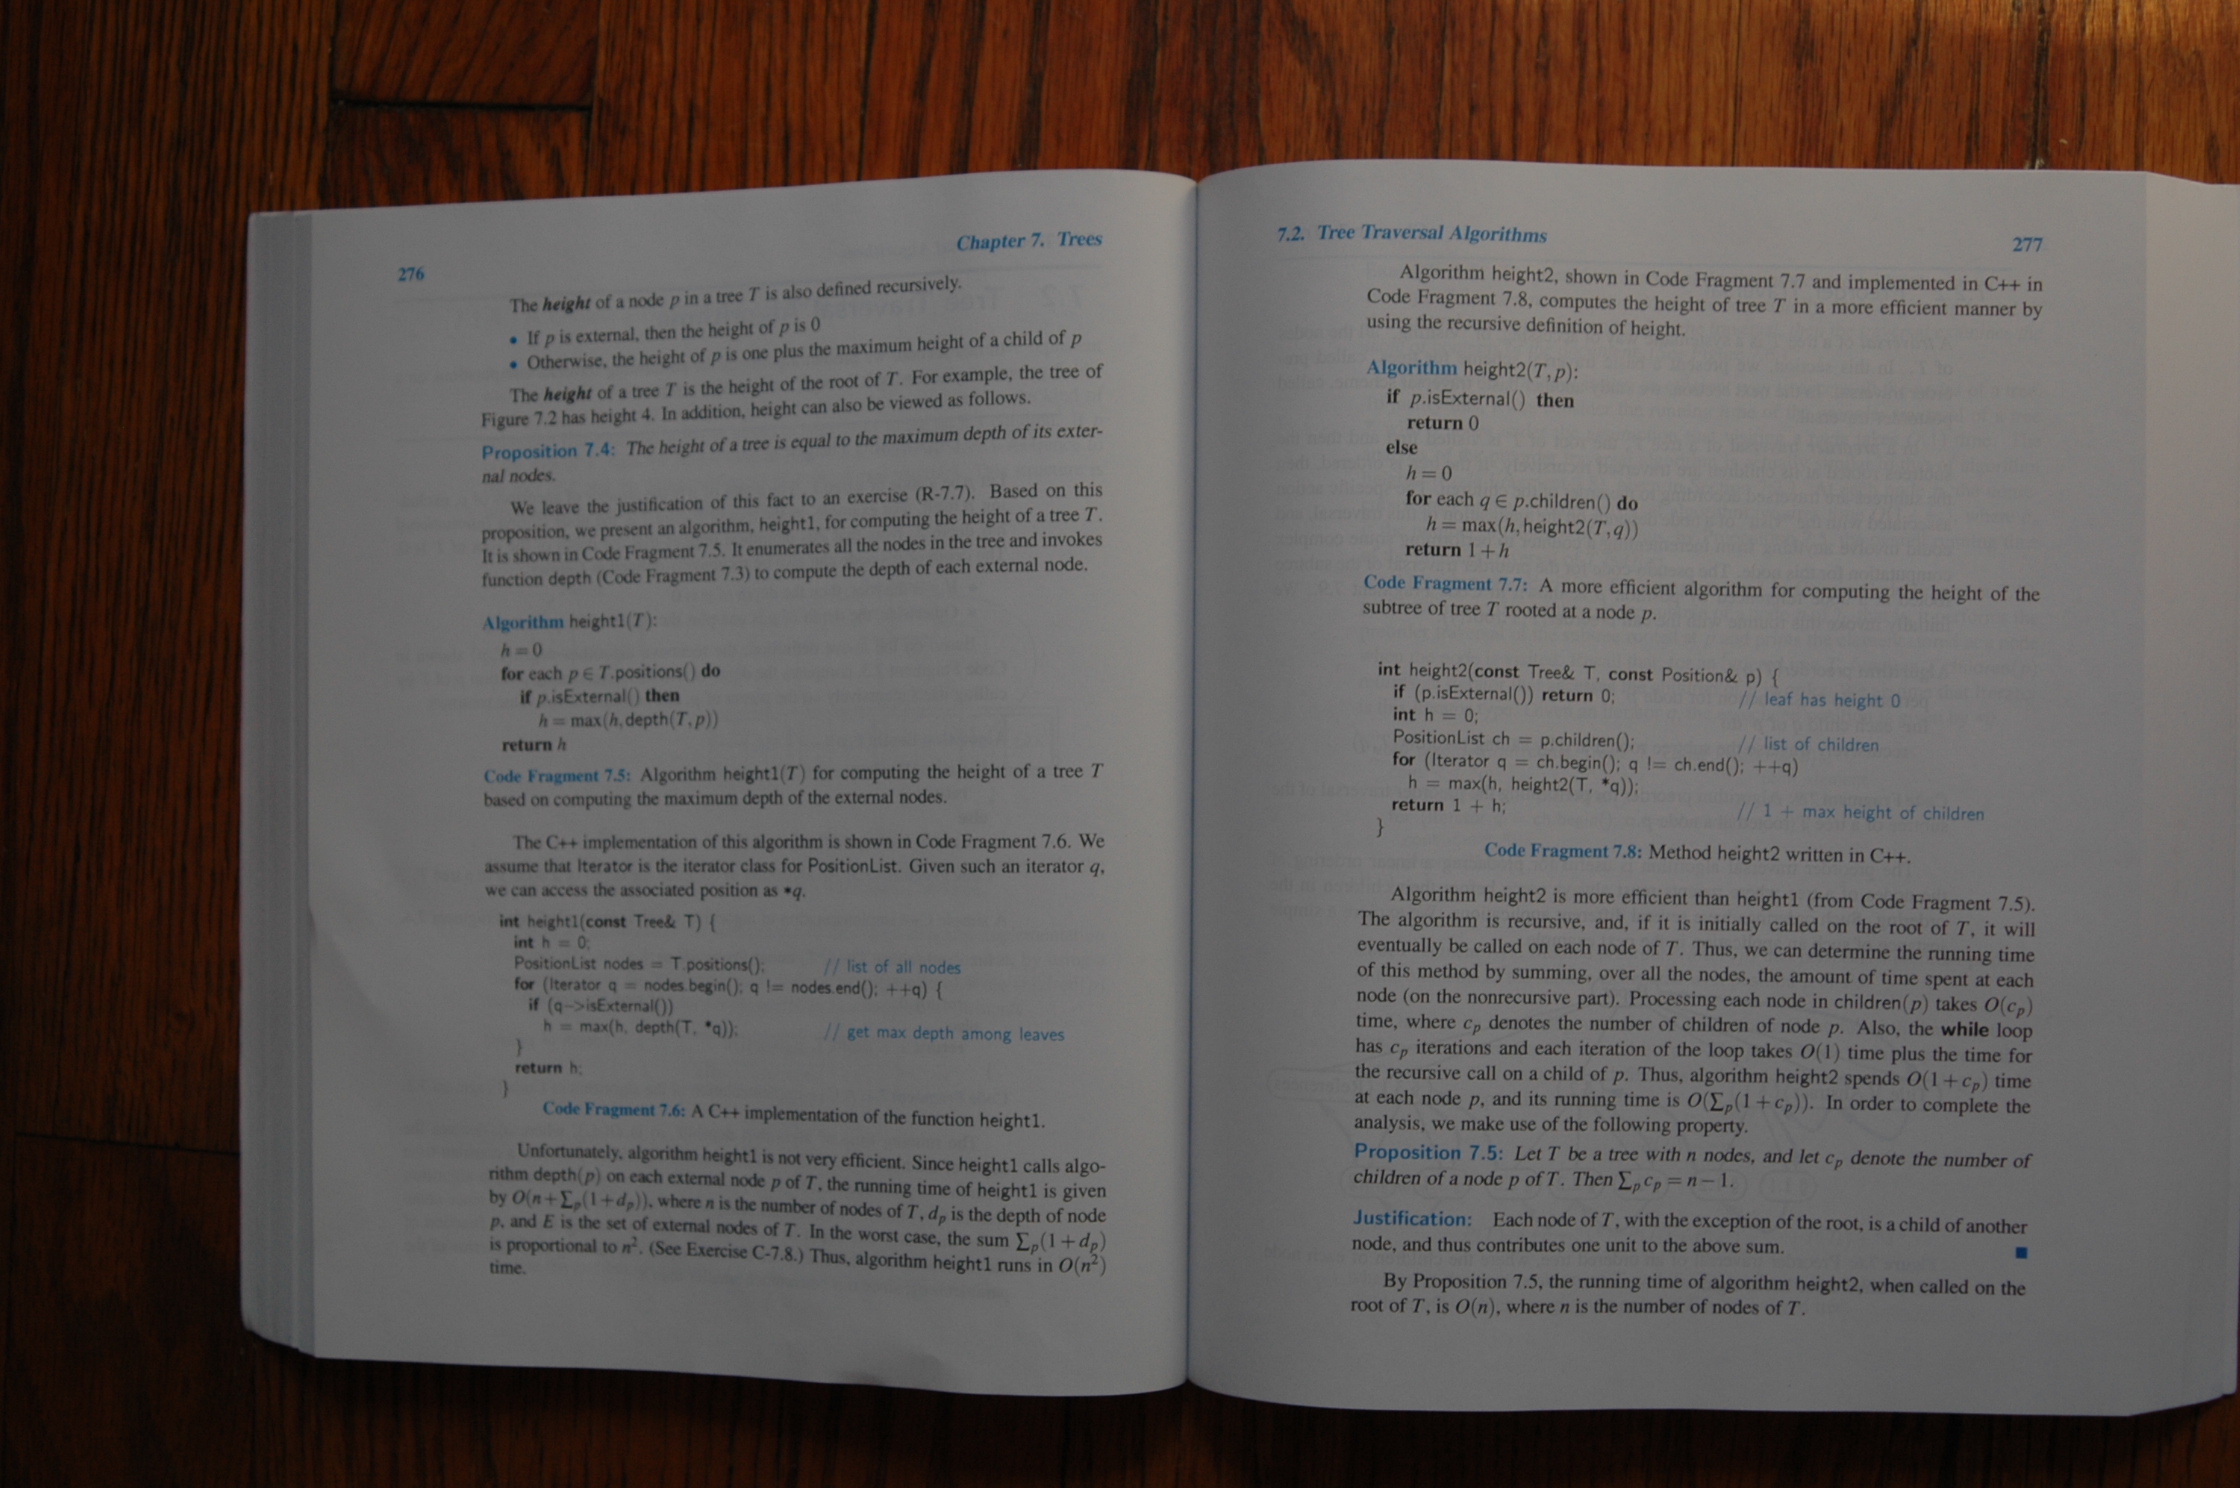 276
Chapter 7. Trees
The height of a node p in a tree T is also defined recursively.
• If p is external, then the height of p is 0
• Otherwise, the height of p is one plus the maximum height of a child of p
The height of a tree T is the height of the root of T. For example, the tree of
Figure 7.2 has height 4. In addition, height can also be viewed as follows.
Proposition 7.4: The height of a tree is equal to the maximum depth of its exter-
nal nodes.
We leave the justification of this fact to an exercise (R-7.7). Based on this
proposition, we present an algorithm, height1, for computing the height of a tree T.
It is shown in Code Fragment 7.5. It enumerates all the nodes in the tree and invokes
function depth (Code Fragment 7.3) to compute the depth of each external node.
Algorithm height1(T):
h = 0
for each p ∈ T.positions() do
if p.isExternal() then
h = max(h, depth(T, p))
return h
Code Fragment 7.5: Algorithm height1(T) for computing the height of a tree T
based on computing the maximum depth of the external nodes.
The C++ implementation of this algorithm is shown in Code Fragment 7.6. We
assume that Iterator is the iterator class for PositionList. Given such an iterator q,
we can access the associated position as *q.
int height1(const Tree& T) {
int h = 0;
PositionList nodes = T.positions(); // list of all nodes
for (Iterator q = nodes.begin(); q != nodes.end(); ++q) {
if (q->isExternal())
h = max(h, depth(T, *q)); // get max depth among leaves
}
return h;
}
Code Fragment 7.6: A C++ implementation of the function height1.
Unfortunately, algorithm height1 is not very efficient. Since height1 calls algo-
rithm depth(p) on each external node p of T, the running time of height1 is given
by O(n + ∑p(1 + dp)), where n is the number of nodes of T, dp is the depth of node
p, and E is the set of external nodes of T. In the worst case, the sum ∑p(1 + dp)
is proportional to n². (See Exercise C-7.8.) Thus, algorithm height1 runs in O(n²)
time.
7.2. Tree Traversal Algorithms
277
Algorithm height2, shown in Code Fragment 7.7 and implemented in C++ in
Code Fragment 7.8, computes the height of tree T in a more efficient manner by
using the recursive definition of height.
Algorithm height2(T, p):
if p.isExternal() then
return 0
else
h = 0
for each q ∈ p.children() do
h = max(h, height2(T, q))
return 1 + h
Code Fragment 7.7: A more efficient algorithm for computing the height of the
subtree of tree T rooted at a node p.
int height2(const Tree& T, const Position& p) {
if (p.isExternal()) return 0; // leaf has height 0
int h = 0;
PositionList ch = p.children(); // list of children
for (Iterator q = ch.begin(); q != ch.end(); ++q)
h = max(h, height2(T, *q));
return 1 + h; // 1 + max height of children
}
Code Fragment 7.8: Method height2 written in C++.
Algorithm height2 is more efficient than height1 (from Code Fragment 7.5).
The algorithm is recursive, and, if it is initially called on the root of T, it will
eventually be called on each node of T. Thus, we can determine the running time
of this method by summing, over all the nodes, the amount of time spent at each
node (on the nonrecursive part). Processing each node in children(p) takes O(cp)
time, where cp denotes the number of children of node p. Also, the while loop
has cp iterations and each iteration of the loop takes O(1) time plus the time for
the recursive call on a child of p. Thus, algorithm height2 spends O(1 + cp) time
at each node p, and its running time is O(∑p(1 + cp)). In order to complete the
analysis, we make use of the following property.
Proposition 7.5: Let T be a tree with n nodes, and let cp denote the number of
children of a node p of T. Then ∑p cp = n − 1.
Justification: Each node of T, with the exception of the root, is a child of another
node, and thus contributes one unit to the above sum. ■
By Proposition 7.5, the running time of algorithm height2, when called on the
root of T, is O(n), where n is the number of nodes of T.